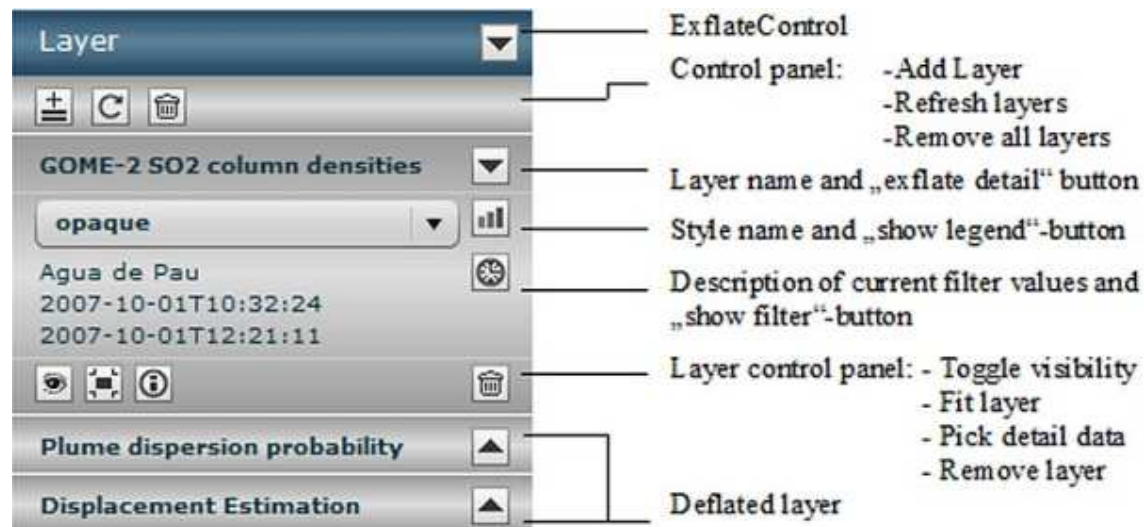 Layer
GOME-2 SO2 column densities
opaque
Agua de Pau
2007-10-01T10:32:24
2007-10-01T12:21:11
Plume dispersion probability
Displacement Estimation
ExflateControl
Control panel: -Add Layer
-Refresh layers
-Remove all layers
Layer name and „exflate detail“ button
Style name and „show legend“-button
Description of current filter values and
„show filter“-button
Layer control panel: - Toggle visibility
- Fit layer
- Pick detail data
- Remove layer
Deflated layer